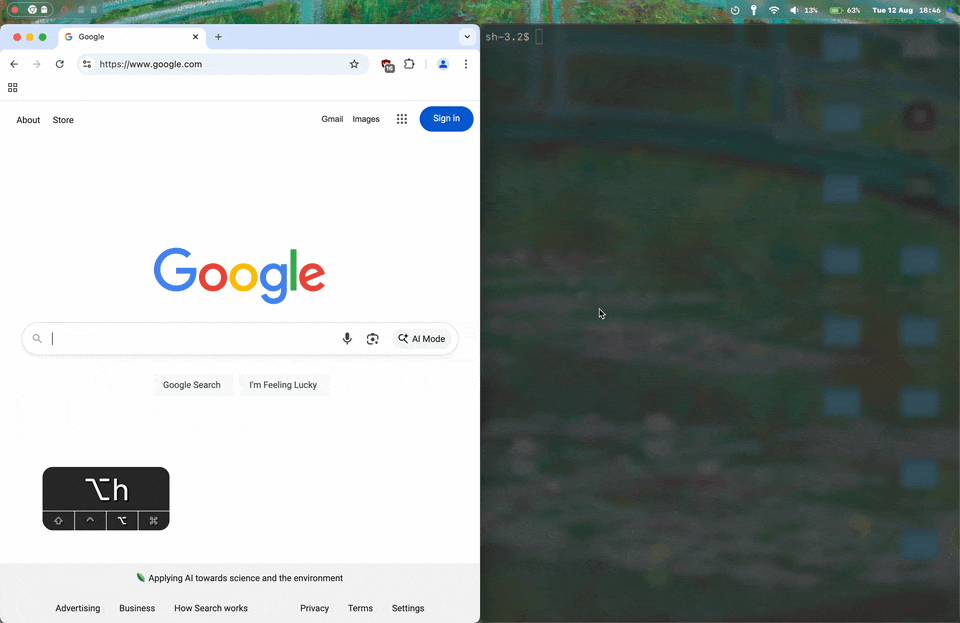 13% 63% Tue 12 Aug 18:46
Google
https://www.google.com
16
About Store Gmail Images Sign in
Google
AI Mode
Google Search I'm Feeling Lucky
⌥h
⇧ ^ ⌥ ⌘
Applying AI towards science and the environment
Advertising Business How Search works Privacy Terms Settings
sh-3.2$